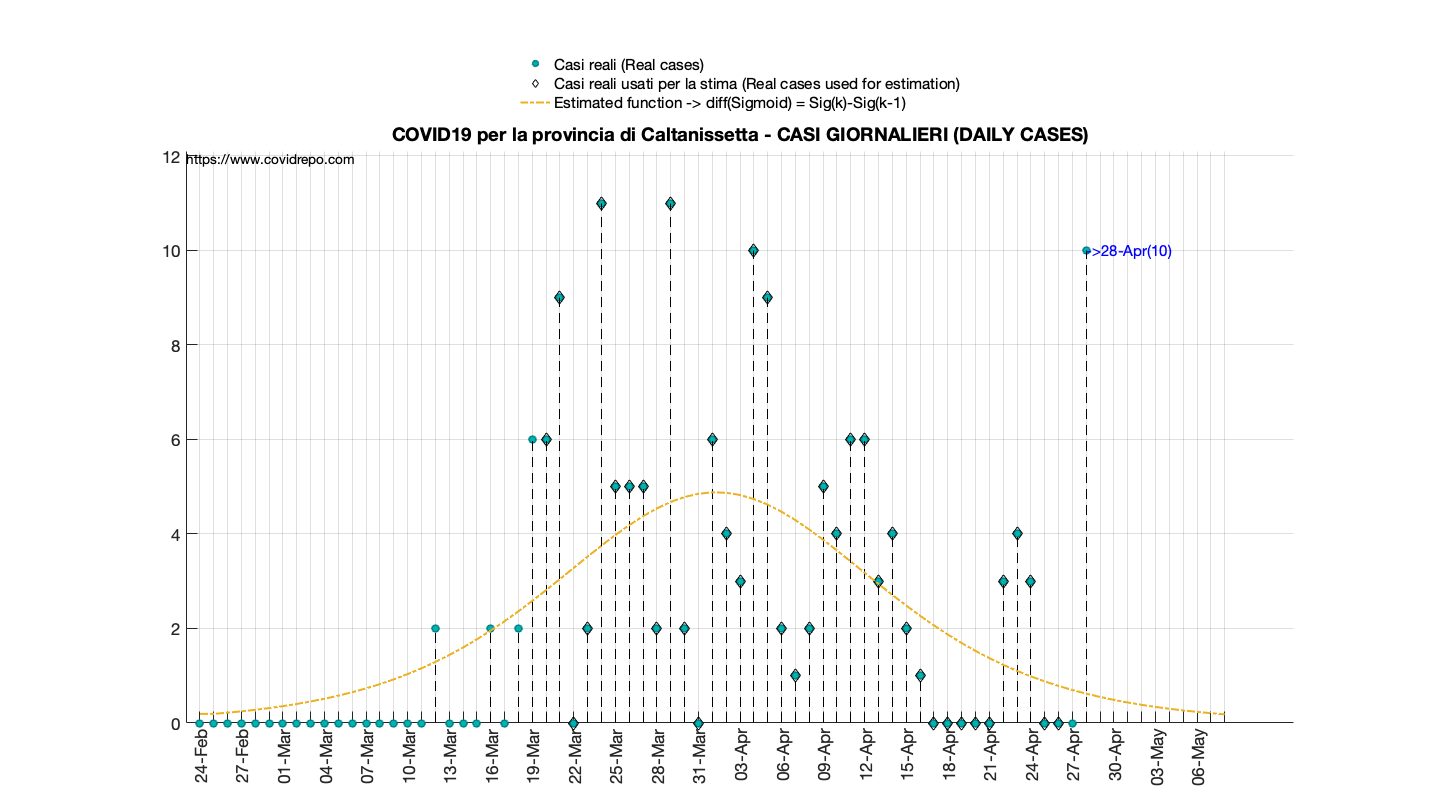 Casi reali (Real cases)
Casi reali usati per la stima (Real cases used for estimation)
Estimated function -> diff(Sigmoid) = Sig(k)-Sig(k-1)
COVID19 per la provincia di Caltanissetta - CASI GIORNALIERI (DAILY CASES)
https://www.covidrepo.com
12
10
8
6
4
2
0
>28-Apr(10)
24-Feb
27-Feb
01-Mar
04-Mar
07-Mar
10-Mar
13-Mar
16-Mar
19-Mar
22-Mar
25-Mar
28-Mar
31-Mar
03-Apr
06-Apr
09-Apr
12-Apr
15-Apr
18-Apr
21-Apr
24-Apr
27-Apr
30-Apr
03-May
06-May